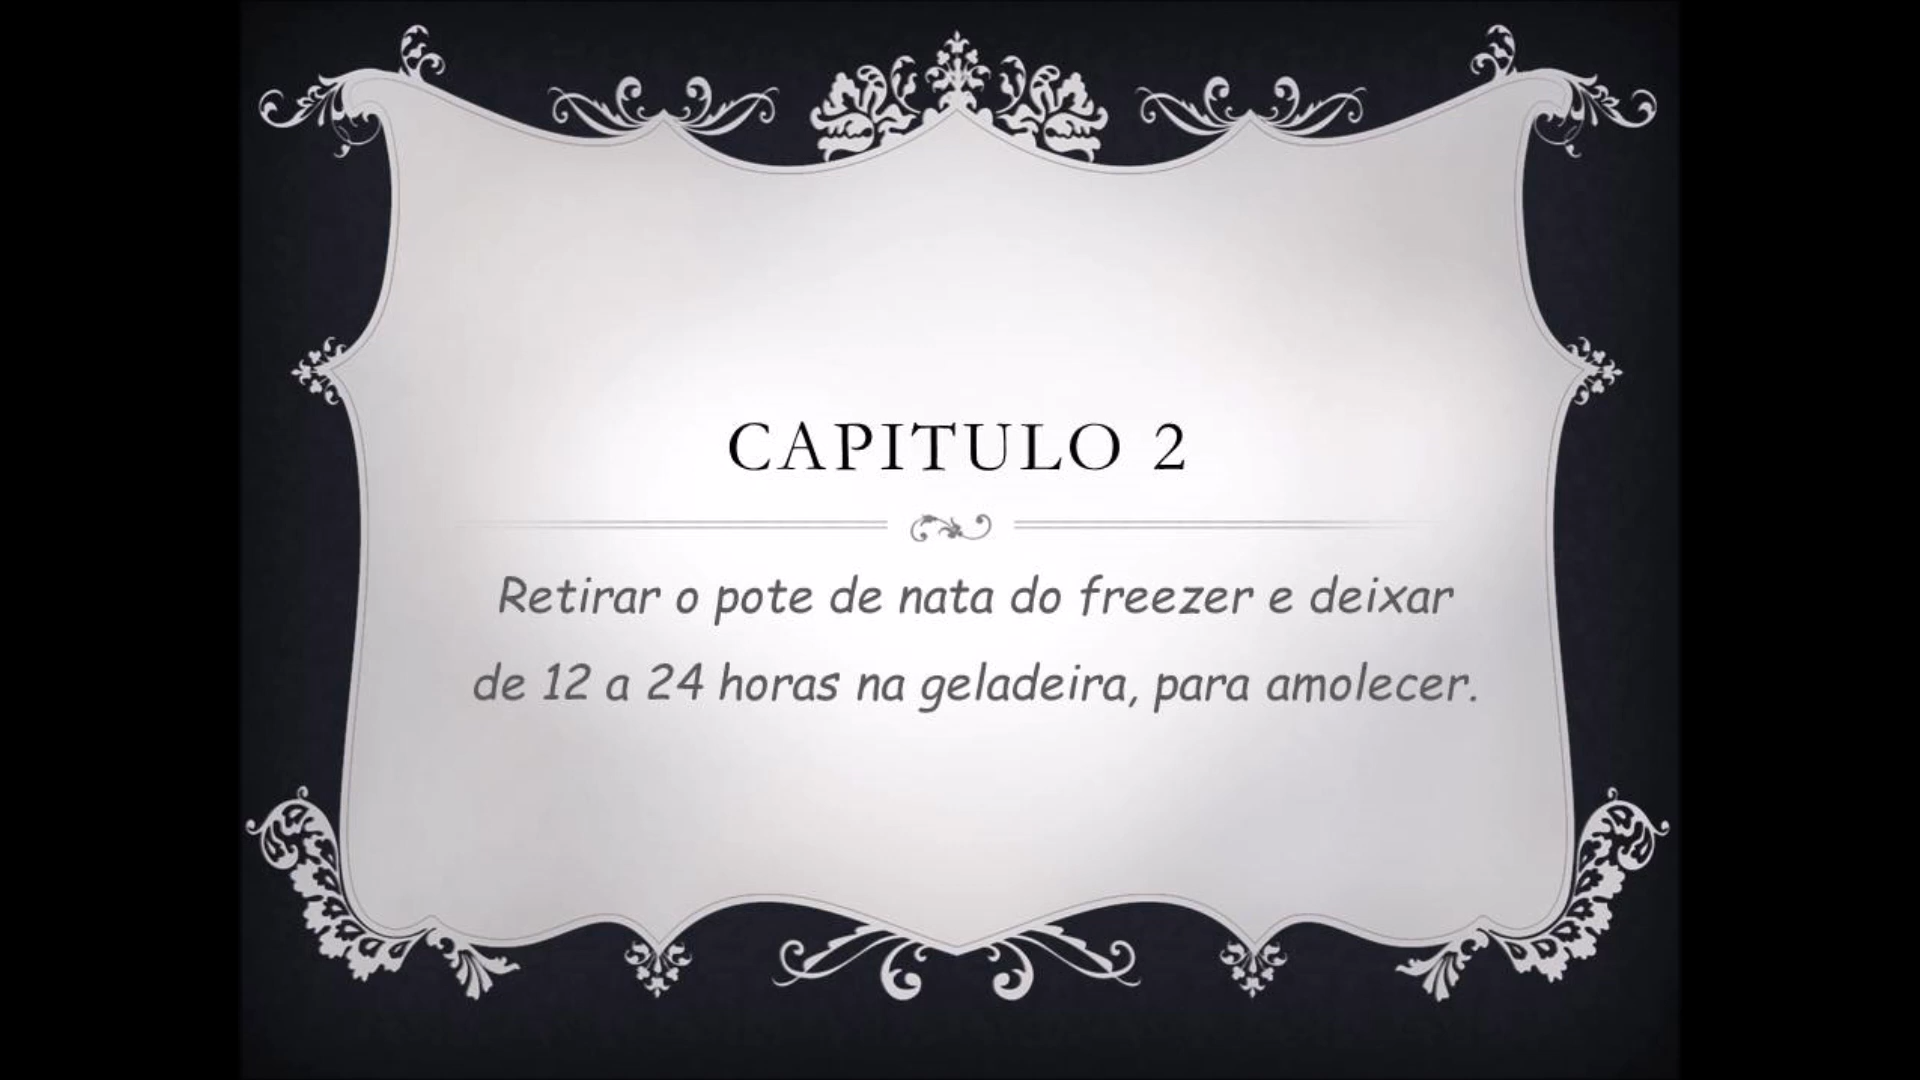 CAPITULO 2
Retirar o pote de nata do freezer e deixar
de 12 a 24 horas na geladeira, para amolecer.